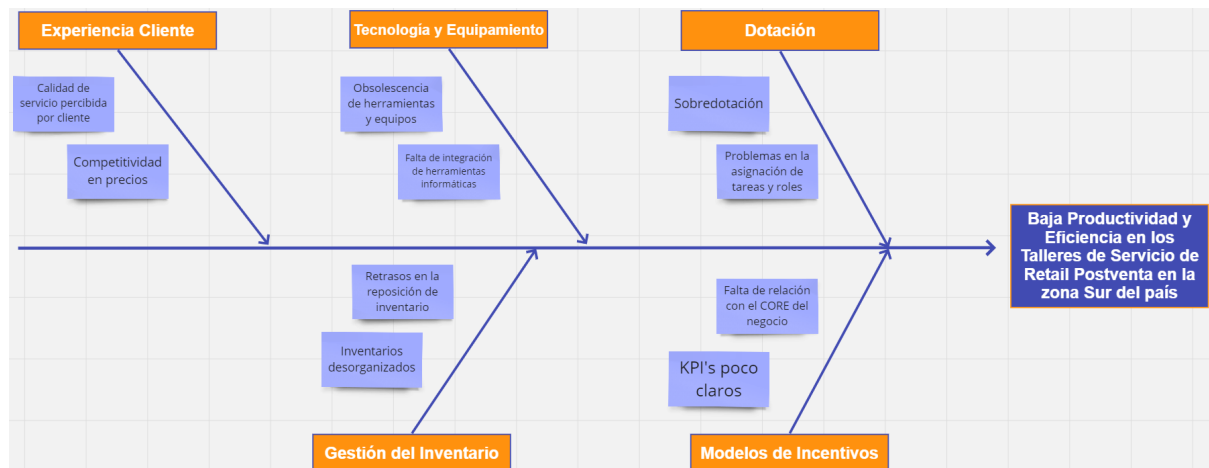 Experiencia Cliente
Tecnología y Equipamiento
Dotación
Calidad de
servicio percibida
por cliente
Competitividad
en precios
Obsolescencia
de herramientas
y equipos
Falta de integración
de herramientas
informáticas
Sobredotación
Problemas en la
asignación de
tareas y roles
Baja Productividad y
Eficiencia en los
Talleres de Servicio de
Retail Postventa en la
zona Sur del país
Retrasos en la
reposición de
inventario
Inventarios
desorganizados
Falta de relación
con el CORE del
negocio
KPI's poco
claros
Gestión del Inventario
Modelos de Incentivos